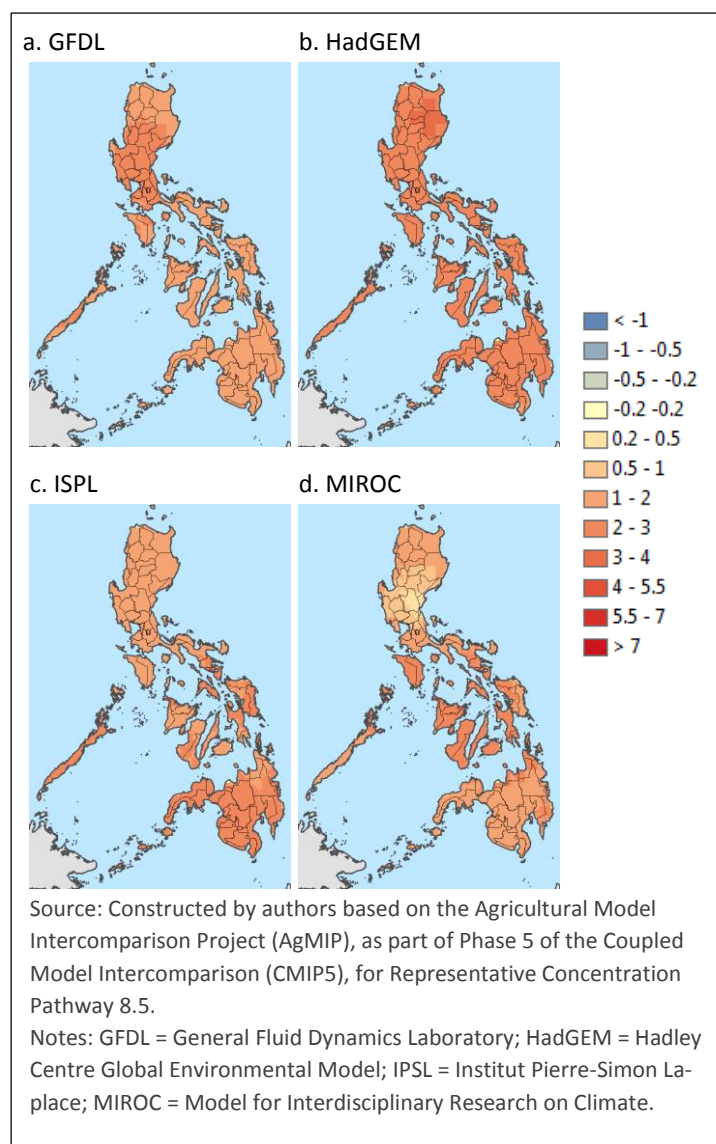 a. GFDL
b. HadGEM
c. ISPL
d. MIROC
< -1
-1 - -0.5
-0.5 - -0.2
-0.2 -0.2
0.2 - 0.5
0.5 - 1
1 - 2
2 - 3
3 - 4
4 - 5.5
5.5 - 7
> 7
Source: Constructed by authors based on the Agricultural Model
Intercomparison Project (AgMIP), as part of Phase 5 of the Coupled
Model Intercomparison (CMIP5), for Representative Concentration
Pathway 8.5.
Notes: GFDL = General Fluid Dynamics Laboratory; HadGEM = Hadley
Centre Global Environmental Model; IPSL = Institut Pierre-Simon La-
place; MIROC = Model for Interdisciplinary Research on Climate.